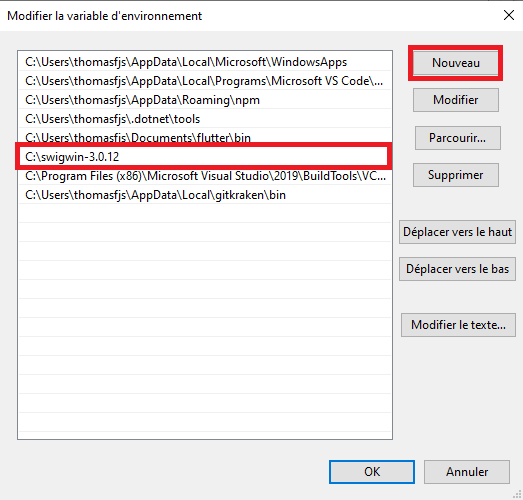 Modifier la variable d'environnement
C:\Users\thomasfjs\AppData\Local\Microsoft\WindowsApps
C:\Users\thomasfjs\AppData\Local\Programs\Microsoft VS Code\...
C:\Users\thomasfjs\AppData\Roaming\npm
C:\Users\thomasfjs\.dotnet\tools
C:\Users\thomasfjs\Documents\flutter\bin
C:\swigwin-3.0.12
C:\Program Files (x86)\Microsoft Visual Studio\2019\BuildTools\VC...
C:\Users\thomasfjs\AppData\Local\gitkraken\bin
Nouveau
Modifier
Parcourir...
Supprimer
Déplacer vers le haut
Déplacer vers le bas
Modifier le texte...
OK
Annuler